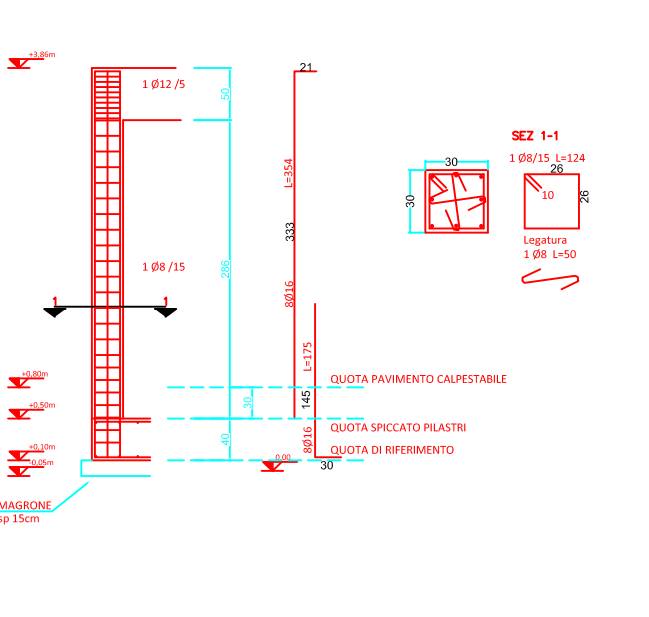 +3,86m
21
1 Ø12 /5
50
SEZ 1-1
1 Ø8/15 L=124
30
26
L=354
30
10
26
333
Legatura
1 Ø8 L=50
1 Ø8 /15
286
8Ø16
1
1
L=175
+0,80m
QUOTA PAVIMENTO CALPESTABILE
30
145
+0,50m
QUOTA SPICCATO PILASTRI
40
8Ø16
+0,10m
QUOTA DI RIFERIMENTO
0,00
-0,05m
30
MAGRONE
sp 15cm